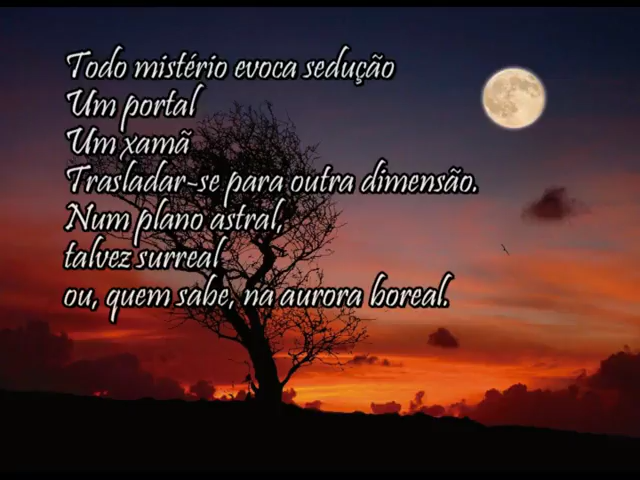 Todo mistério evoca sedução
Um portal
Um xamã
Trasladar-se para outra dimensão.
Num plano astral,
talvez surreal
ou, quem sabe, na aurora boreal.